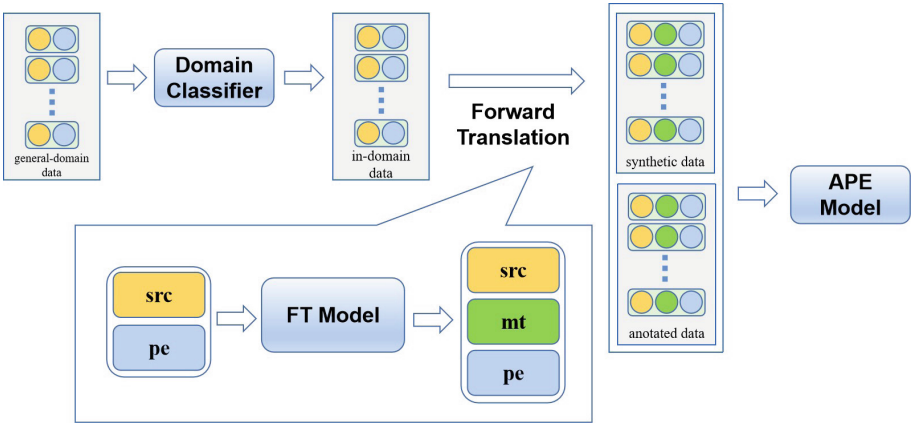 general-domain
data
Domain
Classifier
in-domain
data
Forward
Translation
synthetic data
anotated data
APE
Model
src
pe
FT Model
src
mt
pe